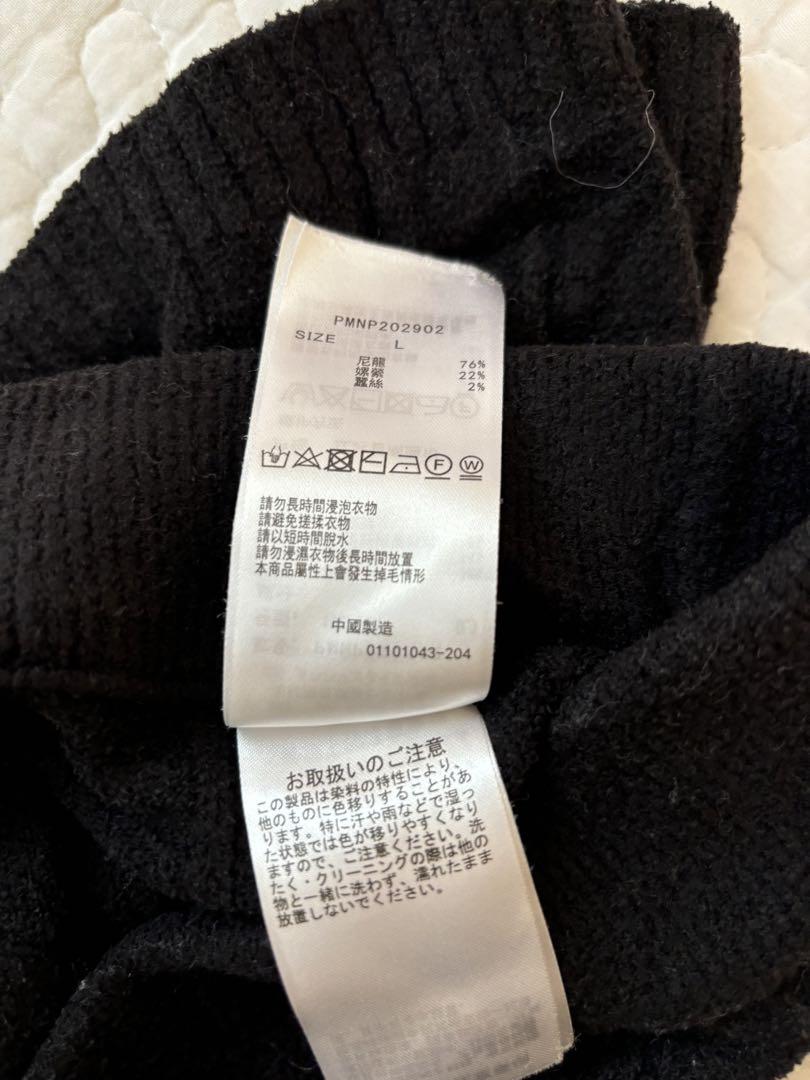 PMNP202902
SIZE L
尼龍 76%
嫘縈 22%
蠶絲 2%
F W
請勿長時間浸泡衣物
請避免搓揉衣物
請以短時間脫水
請勿浸濕衣物後長時間放置
本商品屬性上會發生掉毛情形
中國製造
01101043-204
お取扱いのご注意
この製品は染料の特性により、
他のものに色移りすることがあ
ります。特に汗や雨などで湿っ
た状態では色が移りやすくなり
ますので、ご注意ください。洗
たく・クリーニングの際は他の
物と一緒に洗わず、濡れたまま
放置しないでください。